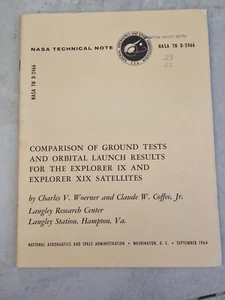 NASA TECHNICAL NOTE
NASA TN D-2466
NASA TN D-2466
COMPARISON OF GROUND TESTS
AND ORBITAL LAUNCH RESULTS
FOR THE EXPLORER IX AND
EXPLORER XIX SATELLITES
by Charles V. Woerner and Claude W. Coffee, Jr.
Langley Research Center
Langley Station, Hampton, Va.
NATIONAL AERONAUTICS AND SPACE ADMINISTRATION • WASHINGTON, D. C. • SEPTEMBER 1964